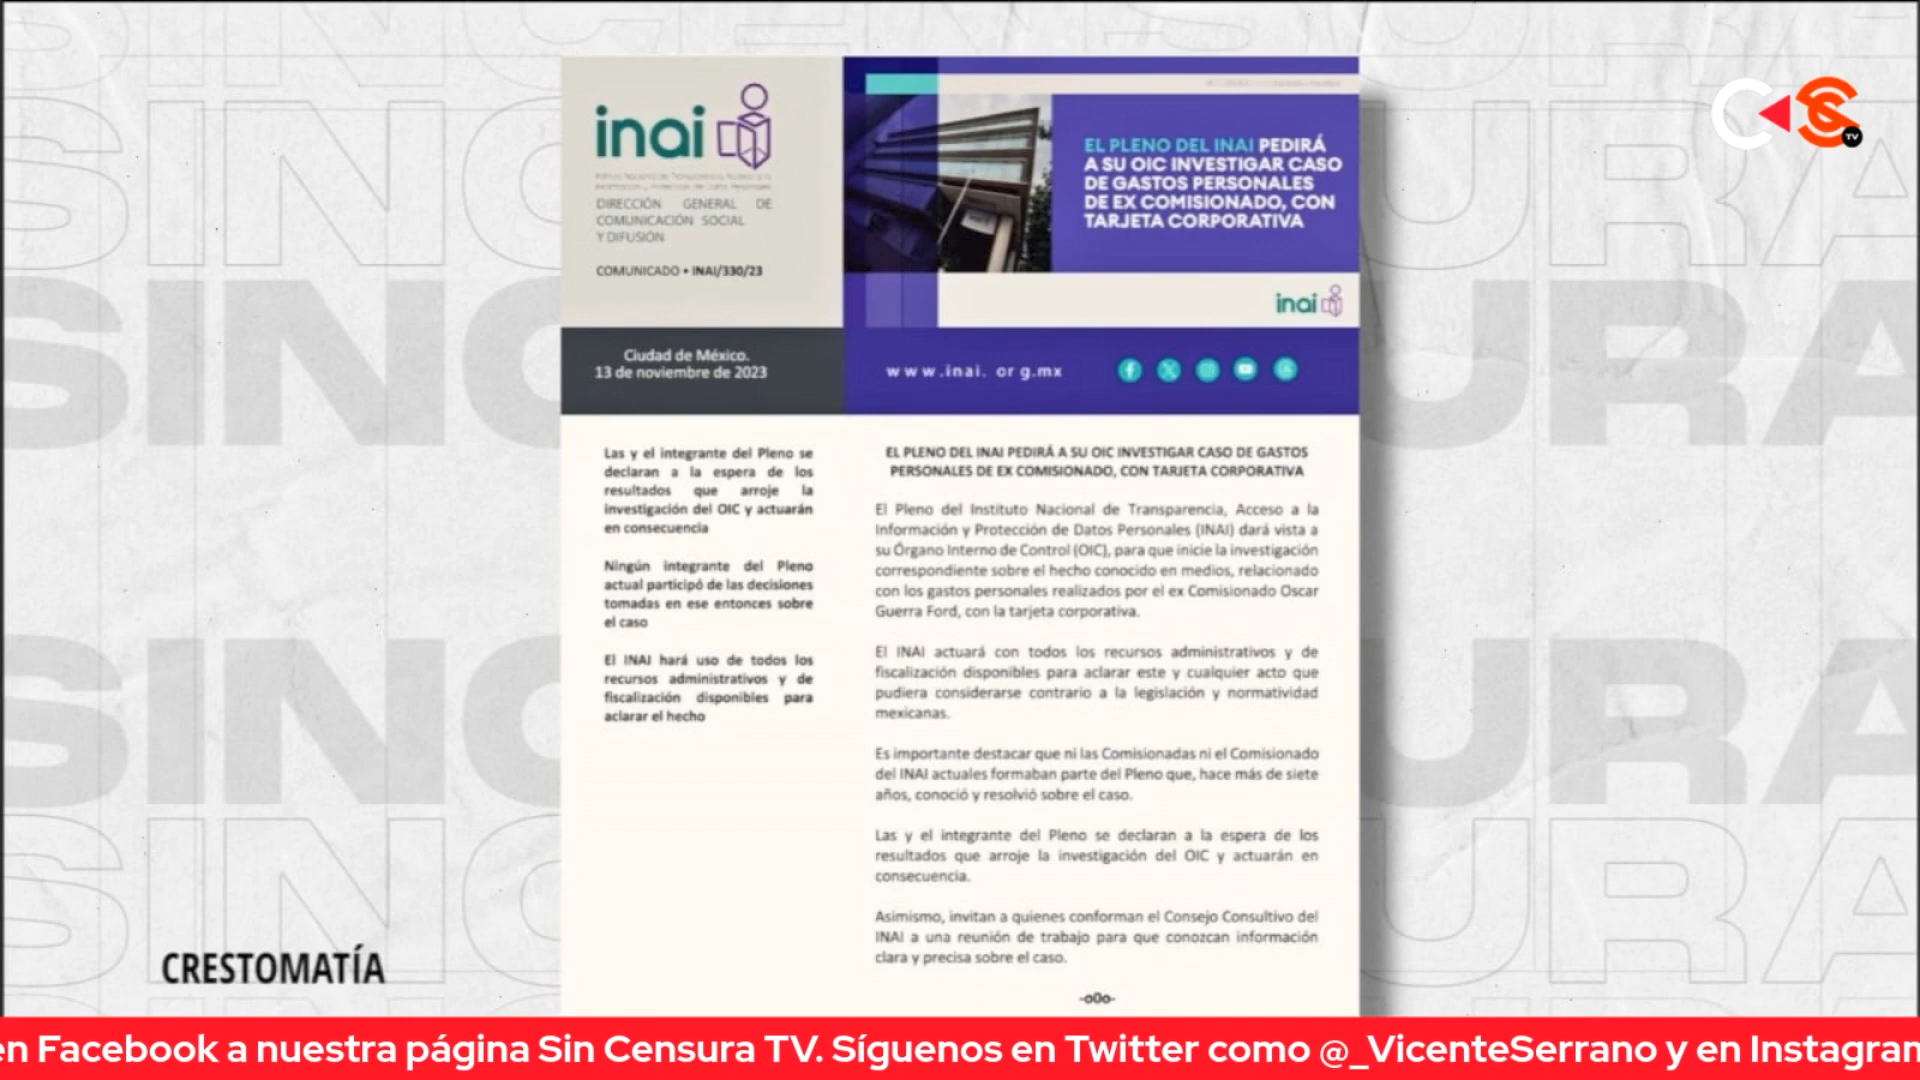 inai
Instituto Nacional de Transparencia, Acceso a la
Información y Protección de Datos Personales
DIRECCIÓN GENERAL DE
COMUNICACIÓN SOCIAL
Y DIFUSIÓN
COMUNICADO • INAI/330/23
EL PLENO DEL INAI PEDIRÁ
A SU OIC INVESTIGAR CASO
DE GASTOS PERSONALES
DE EX COMISIONADO, CON
TARJETA CORPORATIVA
inai
Ciudad de México.
13 de noviembre de 2023
www.inai. org.mx
Las y el integrante del Pleno se
declaran a la espera de los
resultados que arroje la
investigación del OIC y actuarán
en consecuencia
Ningún integrante del Pleno
actual participó de las decisiones
tomadas en ese entonces sobre
el caso
El INAI hará uso de todos los
recursos administrativos y de
fiscalización disponibles para
aclarar el hecho
EL PLENO DEL INAI PEDIRÁ A SU OIC INVESTIGAR CASO DE GASTOS
PERSONALES DE EX COMISIONADO, CON TARJETA CORPORATIVA
El Pleno del Instituto Nacional de Transparencia, Acceso a la
Información y Protección de Datos Personales (INAI) dará vista a
su Órgano Interno de Control (OIC), para que inicie la investigación
correspondiente sobre el hecho conocido en medios, relacionado
con los gastos personales realizados por el ex Comisionado Oscar
Guerra Ford, con la tarjeta corporativa.
El INAI actuará con todos los recursos administrativos y de
fiscalización disponibles para aclarar este y cualquier acto que
pudiera considerarse contrario a la legislación y normatividad
mexicanas.
Es importante destacar que ni las Comisionadas ni el Comisionado
del INAI actuales formaban parte del Pleno que, hace más de siete
años, conoció y resolvió sobre el caso.
Las y el integrante del Pleno se declaran a la espera de los
resultados que arroje la investigación del OIC y actuarán en
consecuencia.
Asimismo, invitan a quienes conforman el Consejo Consultivo del
INAI a una reunión de trabajo para que conozcan información
clara y precisa sobre el caso.
-o0o-
TV
CRESTOMATÍA
en Facebook a nuestra página Sin Censura TV. Síguenos en Twitter como @_VicenteSerrano y en Instagram